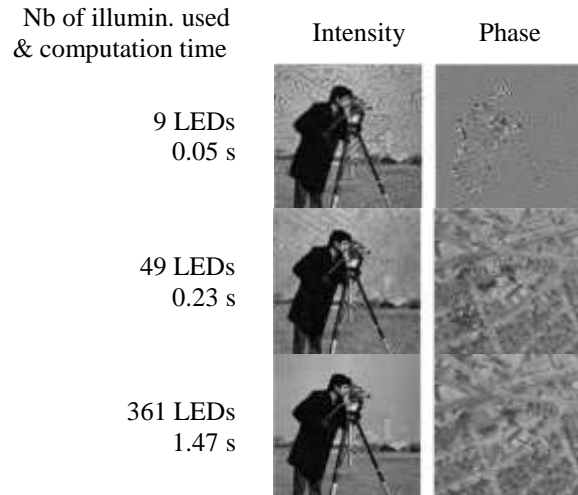 Nb of illumin. used
& computation time
Intensity
Phase
9 LEDs
0.05 s
49 LEDs
0.23 s
361 LEDs
1.47 s